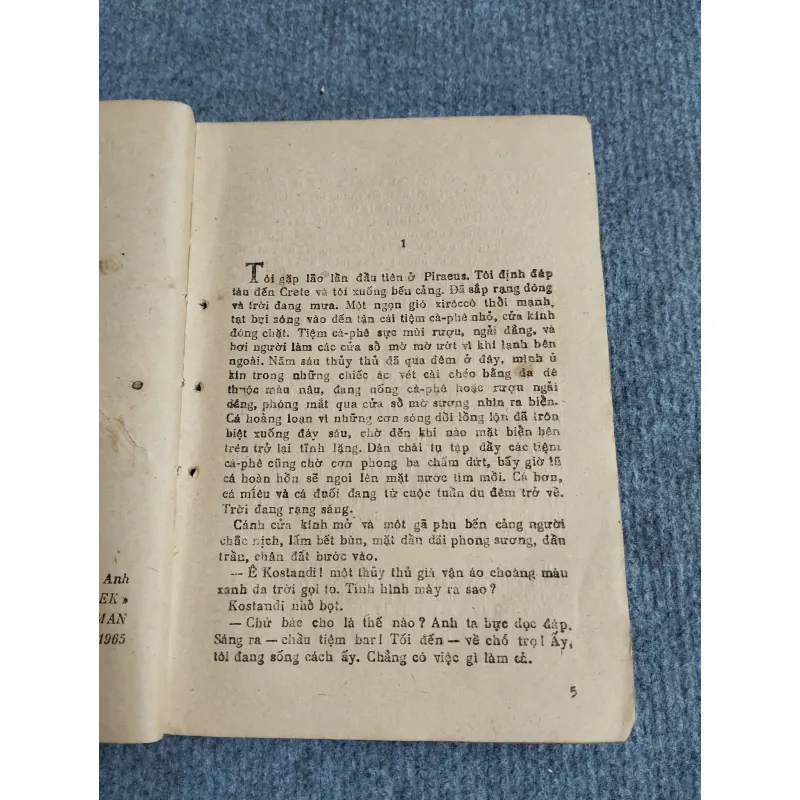 Anh
EK »
MAN
1965
1
Tôi gặp lão lần đầu tiên ở Piraeus. Tôi định đáp
tàu đến Crete và tôi xuống bến cảng. Đã sắp rạng đông
và trời đang mưa. Một ngọn gió xirôccô thổi mạnh,
tạt bụi sóng vào đến tận cái tiệm cà-phê nhỏ, cửa kính
đóng chặt. Tiệm cà-phê sực mùi rượu, ngải đắng, và
hơi người làm các cửa sổ mờ mờ ướt vì khí lạnh bên
ngoài. Năm sáu thủy thủ đã qua đêm ở đây, mình ủ
kín trong những chiếc ác vét cài chéo bằng da dê
thuộc màu nâu, đang uống cà-phê hoặc rượu ngải
đắng, phóng mắt qua cửa sổ mờ sương nhìn ra biển.
Cá hoảng loạn vì những cơn sóng dồi lồng lộn đã trốn
biệt xuống đáy sâu, chờ đến khi nào mặt biển bên
trên trở lại tĩnh lặng. Dân chài tụ tập đầy các tiệm
cà-phê cũng chờ cơn phong ba chấm dứt, bấy giờ lũ
cá hoàn hồn sẽ ngoi lên mặt nước tìm mồi. Cá bơn,
cá miêu và cá đuối đang từ cuộc tuần du đêm trở về.
Trời đang rạng sáng.
Cánh cửa kính mở và một gã phu bến cảng người
chắc nịch, lấm bết bùn, mặt dần dãi phong sương, đầu
trần, chân đất bước vào.
— Ê Kostandi! một thủy thủ già vận áo choàng màu
xanh da trời gọi to. Tình hình mày ra sao?
Kostandi nhổ bọt.
— Chứ bác cho là thế nào? Anh ta bực dọc đáp.
Sáng ra — chầu tiệm bar! Tối đến — về chỗ trọ! Ấy,
tôi đang sống cách ấy. Chẳng có việc gì làm cả.
5